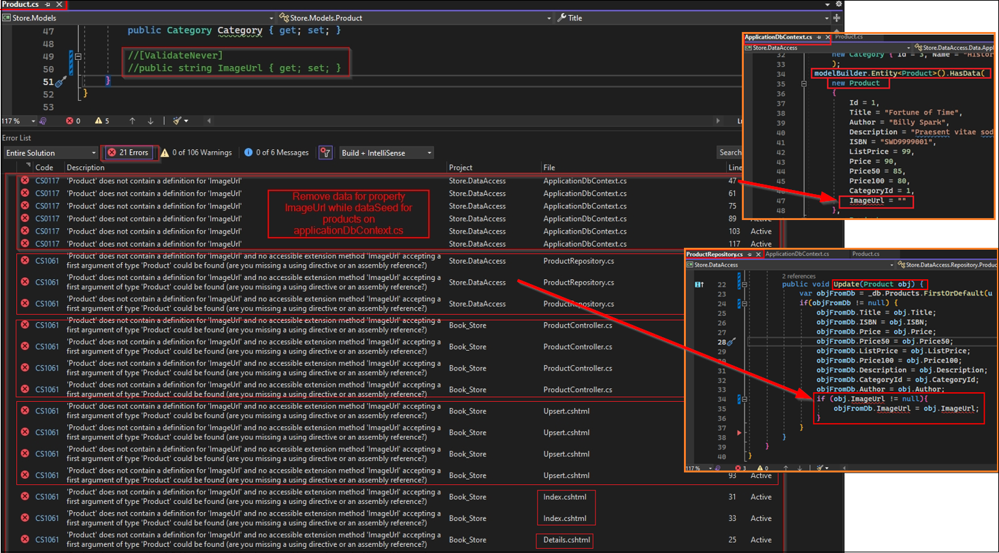 Product.cs
Store.Models
Store.Models.Product
Title
47 public Category Category { get; set; }
48
49 //[ValidateNever]
50 //public string ImageUrl { get; set; }
51 }
52 }
53
117 %
0
5
Error List
Entire Solution
21 Errors
0 of 106 Warnings
0 of 6 Messages
Build + IntelliSense
Search
Code Description Project File Line
CS0117 'Product' does not contain a definition for 'ImageUrl' Store.DataAccess ApplicationDbContext.cs 47
CS0117 'Product' does not contain a definition for 'ImageUrl' Store.DataAccess ApplicationDbContext.cs 61
CS0117 'Product' does not contain a definition for 'ImageUrl' Store.DataAccess ApplicationDbContext.cs 75
CS0117 'Product' does not contain a definition for 'ImageUrl' Store.DataAccess ApplicationDbContext.cs 89 Active
CS0117 'Product' does not contain a definition for 'ImageUrl' Store.DataAccess ApplicationDbContext.cs 103 Active
CS0117 'Product' does not contain a definition for 'ImageUrl' Store.DataAccess ApplicationDbContext.cs 117 Active
Remove data for property
ImageUrl while dataSeed for
products on
applicationDbContext.cs
CS1061 'Product' does not contain a definition for 'ImageUrl' and no accessible extension method 'ImageUrl' accepting a Store.DataAccess ProductRepository.cs
first argument of type 'Product' could be found (are you missing a using directive or an assembly reference?)
CS1061 'Product' does not contain a definition for 'ImageUrl' and no accessible extension method 'ImageUrl' accepting a Store.DataAccess ProductRepository.cs
first argument of type 'Product' could be found (are you missing a using directive or an assembly reference?)
CS1061 'Product' does not contain a definition for 'ImageUrl' and no accessible extension method 'ImageUrl' accepting a Store.DataAccess ProductRepository.cs
first argument of type 'Product' could be found (are you missing a using directive or an assembly reference?)
CS1061 'Product' does not contain a definition for 'ImageUrl' and no accessible extension method 'ImageUrl' accepting a Book_Store ProductController.cs
first argument of type 'Product' could be found (are you missing a using directive or an assembly reference?)
CS1061 'Product' does not contain a definition for 'ImageUrl' and no accessible extension method 'ImageUrl' accepting a Book_Store ProductController.cs
first argument of type 'Product' could be found (are you missing a using directive or an assembly reference?)
CS1061 'Product' does not contain a definition for 'ImageUrl' and no accessible extension method 'ImageUrl' accepting a Book_Store ProductController.cs
first argument of type 'Product' could be found (are you missing a using directive or an assembly reference?)
CS1061 'Product' does not contain a definition for 'ImageUrl' and no accessible extension method 'ImageUrl' accepting a Book_Store ProductController.cs
first argument of type 'Product' could be found (are you missing a using directive or an assembly reference?)
CS1061 'Product' does not contain a definition for 'ImageUrl' and no accessible extension method 'ImageUrl' accepting a Book_Store Upsert.cshtml
first argument of type 'Product' could be found (are you missing a using directive or an assembly reference?)
CS1061 'Product' does not contain a definition for 'ImageUrl' and no accessible extension method 'ImageUrl' accepting a Book_Store Upsert.cshtml
first argument of type 'Product' could be found (are you missing a using directive or an assembly reference?)
CS1061 'Product' does not contain a definition for 'ImageUrl' and no accessible extension method 'ImageUrl' accepting a Book_Store Upsert.cshtml
first argument of type 'Product' could be found (are you missing a using directive or an assembly reference?)
CS1061 'Product' does not contain a definition for 'ImageUrl' and no accessible extension method 'ImageUrl' accepting a Book_Store Upsert.cshtml 93 Active
first argument of type 'Product' could be found (are you missing a using directive or an assembly reference?)
CS1061 'Product' does not contain a definition for 'ImageUrl' and no accessible extension method 'ImageUrl' accepting a Book_Store Index.cshtml 31 Active
first argument of type 'Product' could be found (are you missing a using directive or an assembly reference?)
CS1061 'Product' does not contain a definition for 'ImageUrl' and no accessible extension method 'ImageUrl' accepting a Book_Store Index.cshtml 33 Active
first argument of type 'Product' could be found (are you missing a using directive or an assembly reference?)
CS1061 'Product' does not contain a definition for 'ImageUrl' and no accessible extension method 'ImageUrl' accepting a Book_Store Details.cshtml 25 Active
first argument of type 'Product' could be found (are you missing a using directive or an assembly reference?)
ApplicationDbContext.cs Product.cs
Store.DataAccess Store.DataAccess.Data.Appl
32 new Category { Id = 3, Name = "Histor
33 );
34 modelBuilder.Entity<Product>().HasData(
35 new Product
36 {
37 Id = 1,
38 Title = "Fortune of Time",
39 Author = "Billy Spark",
40 Description = "Praesent vitae sod
41 ISBN = "SWD9999001",
42 ListPrice = 99,
43 Price = 90,
44 Price50 = 85,
45 Price100 = 80,
46 CategoryId = 1,
47 ImageUrl = ""
48 },
ProductRepository.cs ApplicationDbContext.cs Product.cs
Store.DataAccess Store.DataAccess.Repository.Produc
2 references
22 public void Update(Product obj) {
23 var objFromDb = _db.Products.FirstOrDefault(u
24 if(objFromDb != null) {
25 objFromDb.Title = obj.Title;
26 objFromDb.ISBN = obj.ISBN;
27 objFromDb.Price = obj.Price;
28 objFromDb.Price50 = obj.Price50;
29 objFromDb.ListPrice = obj.ListPrice;
30 objFromDb.Price100 = obj.Price100;
31 objFromDb.Description = obj.Description;
32 objFromDb.CategoryId = obj.CategoryId;
33 objFromDb.Author = obj.Author;
34 if (obj.ImageUrl != null){
35 objFromDb.ImageUrl = obj.ImageUrl;
36 }
37 }
38 }
39 }
40 }
117 %
3
0